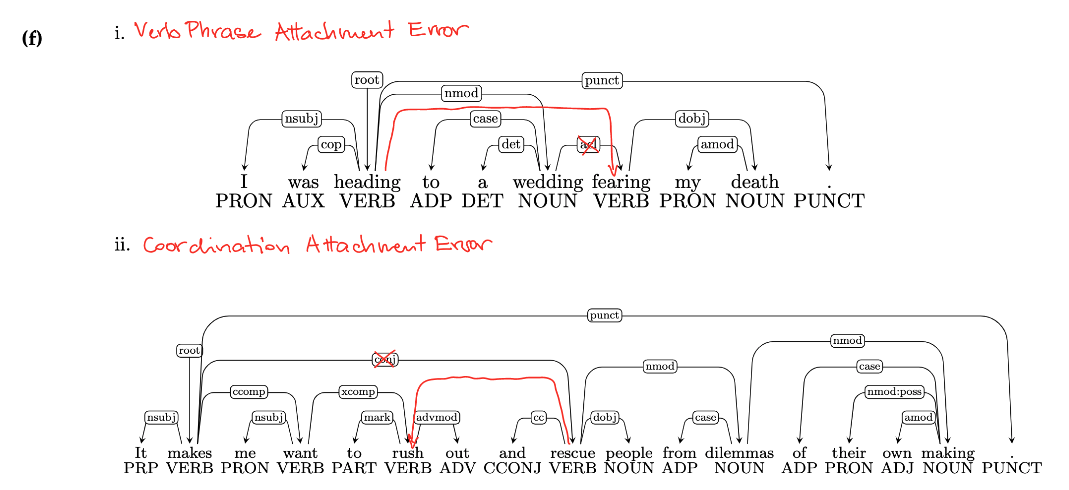 (f) i. Verb Phrase Attachment Error
root punct
nmod
nsubj case dobj
cop det acl amod
I was heading to a wedding fearing my death .
PRON AUX VERB ADP DET NOUN VERB PRON NOUN PUNCT
ii. Coordination Attachment Error
punct
nmod
root
conj nmod case
ccomp xcomp nmod:poss
nsubj nsubj mark advmod cc dobj case amod
It makes me want to rush out and rescue people from dilemmas of their own making .
PRP VERB PRON VERB PART VERB ADV CCONJ VERB NOUN ADP NOUN ADP PRON ADJ NOUN PUNCT